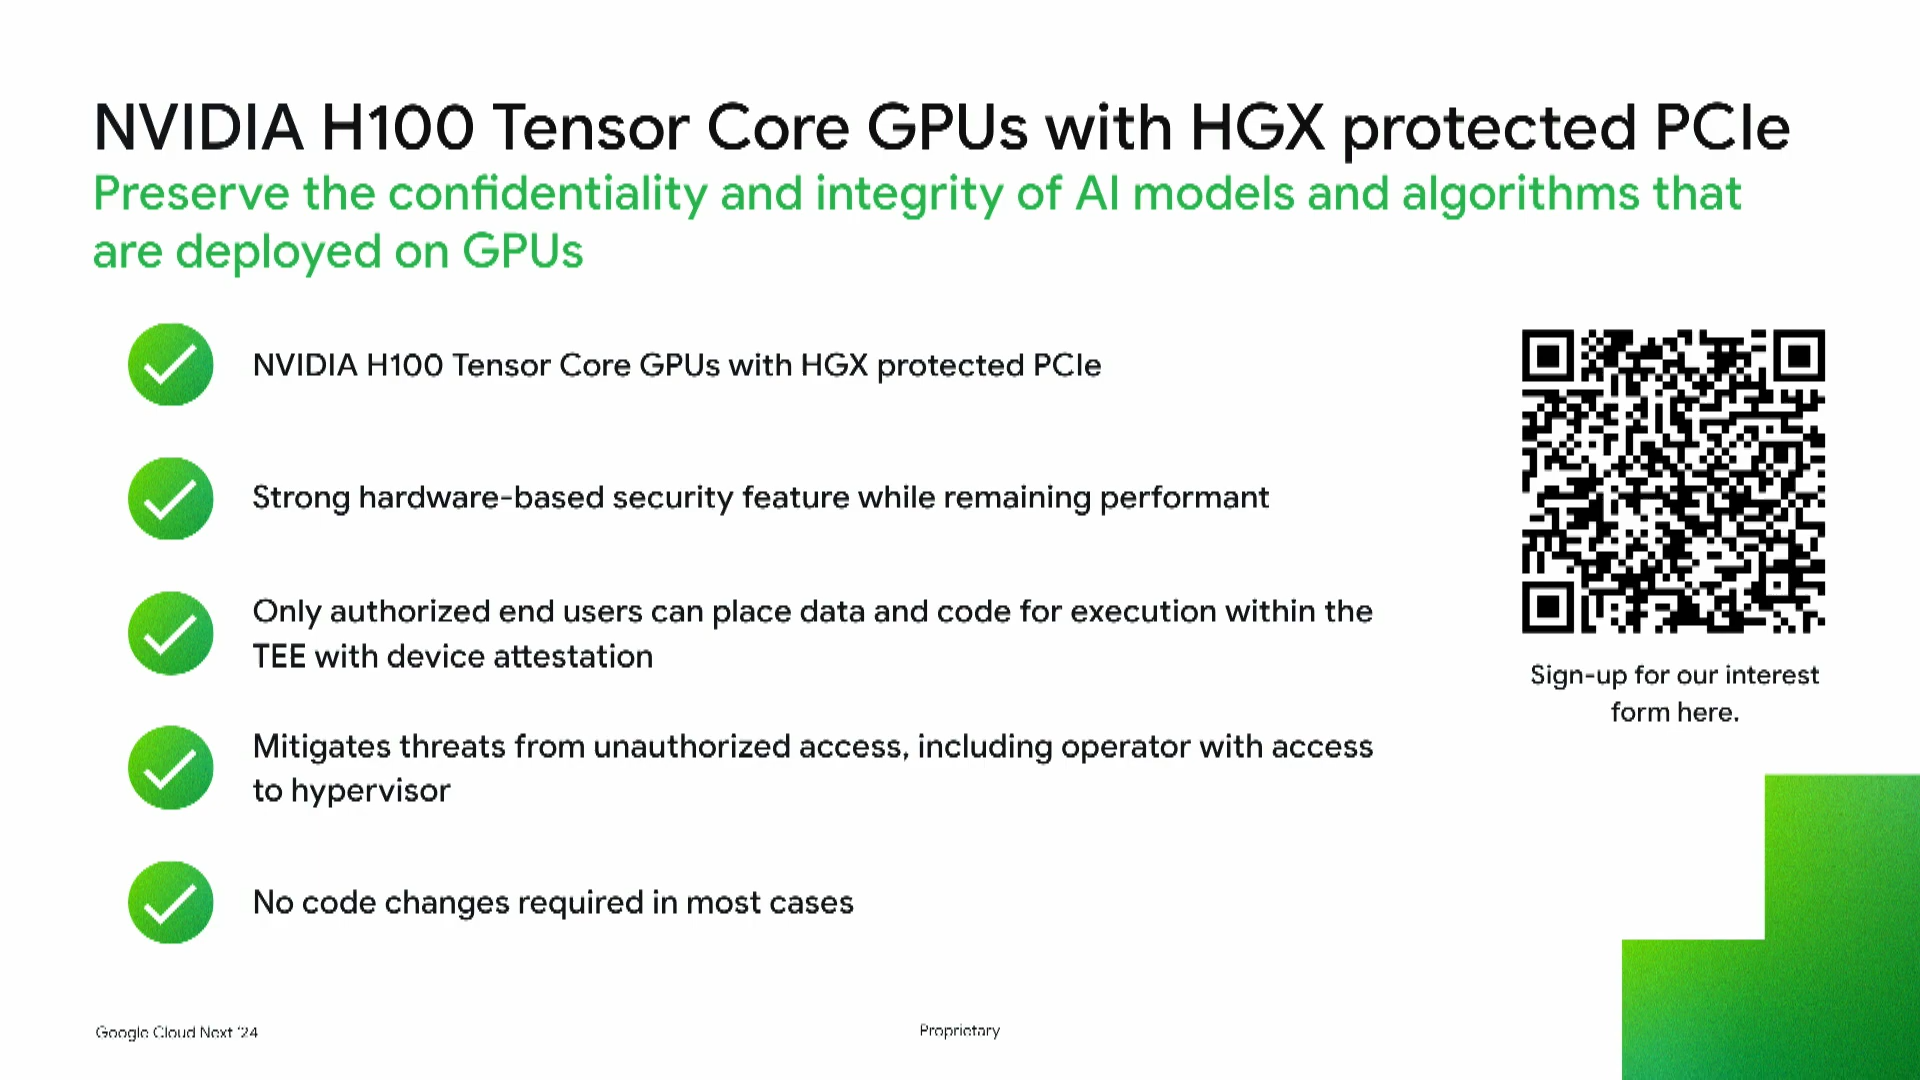 NVIDIA H100 Tensor Core GPUs with HGX protected PCIe
Preserve the confidentiality and integrity of AI models and algorithms that
are deployed on GPUs
NVIDIA H100 Tensor Core GPUs with HGX protected PCIe
Strong hardware-based security feature while remaining performant
Only authorized end users can place data and code for execution within the
TEE with device attestation
Mitigates threats from unauthorized access, including operator with access
to hypervisor
No code changes required in most cases
Sign-up for our interest
form here.
Google Cloud Next '24
Proprietary